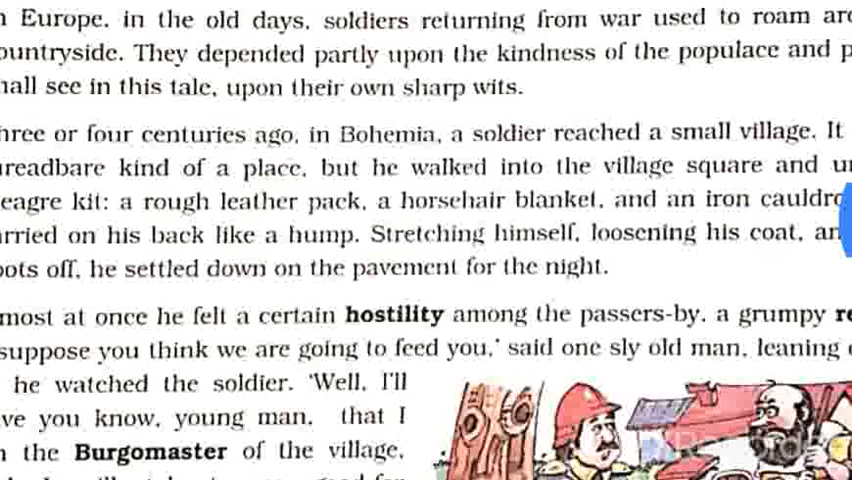 Europe, in the old days, soldiers returning from war used to roam
ountryside. They depended partly upon the kindness of the populace and
hall see in this tale, upon their own sharp wits.
hree or four centuries ago, in Bohemia, a soldier reached a small village. It
readbare kind of a place, but he walked into the village square and
eagre kit: a rough leather pack, a horsehair blanket, and an iron cauldro
rried on his back like a hump. Stretching himself, loosening his coat, an
oots off, he settled down on the pavement for the night.
most at once he felt a certain hostility among the passers-by, a grumpy re
suppose you think we are going to feed you,' said one sly old man, leaning
he watched the soldier. 'Well, I'll
ve you know, young man, that I
the Burgomaster of the village.